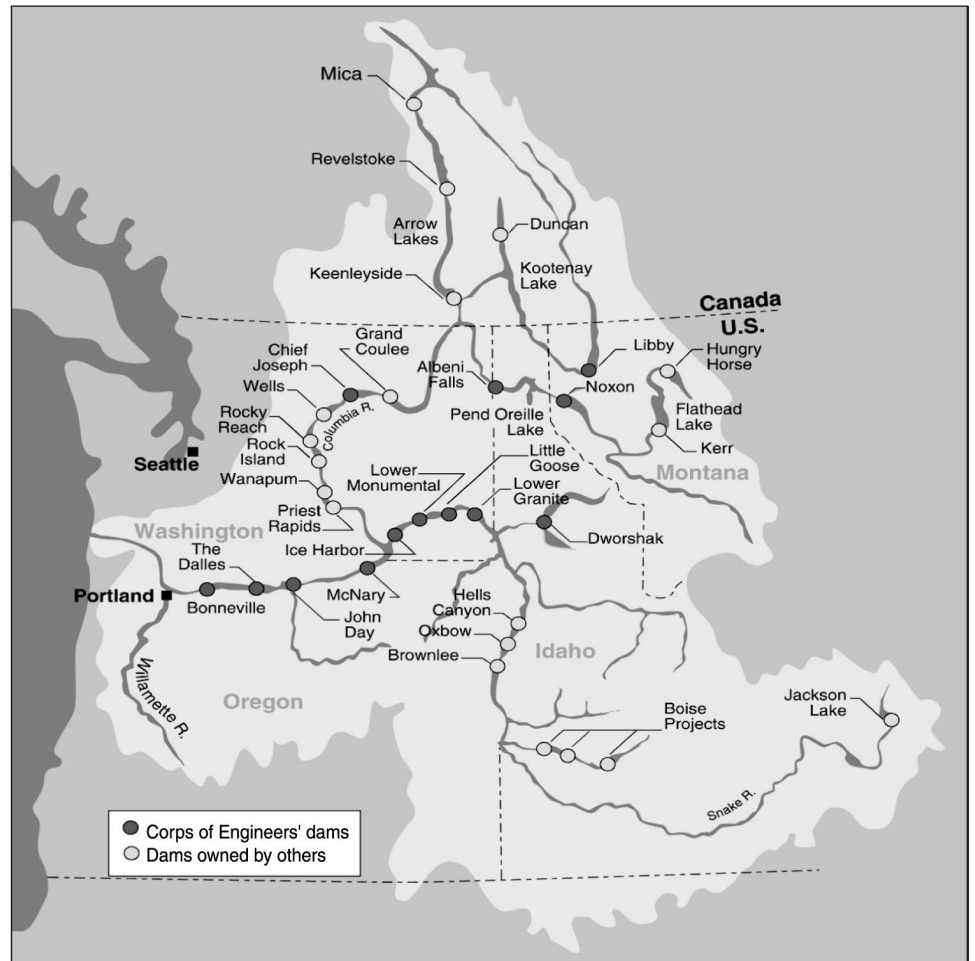 Mica
Revelstoke
Arrow
Lakes
Duncan
Kootenay
Lake
Keenleyside
Canada
U.S.
Grand
Coulee
Chief
Joseph
Albeni
Falls
Libby
Hungry
Horse
Wells
Noxon
Columbia R.
Rocky
Reach
Pend Oreille
Lake
Flathead
Lake
Rock
Island
Kerr
Seattle
Little
Goose
Lower
Monumental
Montana
Wanapum
Lower
Granite
Priest
Rapids
Washington
Ice Harbor
Dworshak
The
Dalles
Portland
Bonneville
McNary
John
Day
Hells
Canyon
Oxbow
Brownlee
Idaho
Willamette R.
Oregon
Boise
Projects
Jackson
Lake
Snake R.
Corps of Engineers' dams
Dams owned by others